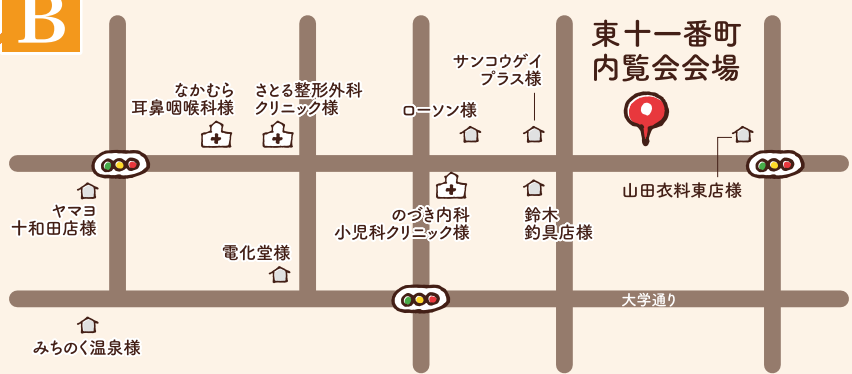 B
東十一番町
内覧会会場
サンコウゲイ
プラス様
なかむら
耳鼻咽喉科様
さとる整形外科
クリニック様
ローソン様
山田衣料東店様
ヤマヨ
十和田店様
のづき内科
小児科クリニック様
鈴木
釣具店様
電化堂様
大学通り
みちのく温泉様